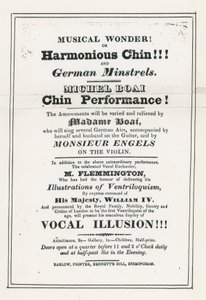 MUSICAL WONDER!
OR
Harmonious Chin!!!
AND
German Minstrels.
MICHEL BOAI
Chin Performance!
The Amusements will be varied and relieved by
Madame Boai,
who will sing several German Airs, accompanied by
herself and husband on the Guitar, and by
MONSIEUR ENGELS
ON THE VIOLIN.
In addition to the above extraordinary performance,
The celebrated Vocal Illusionist,
M. FLEMMINGTON,
Who has had the honour of delivering his
Illustrations of Ventriloquism,
By express command of
His Majesty, WILLIAM IV.
And pronounced by the Royal Family, Nobility, Gentry and
Critics of London to be the first Ventriloquist of the
age, will present his display of
VOCAL ILLUSION!!!
Admittance, 2s.—Gallery, 1s.—Children, Half-price.
Doors open at a quarter before 11 and 2 o'Clock daily
and at half-past Six in the Evening.
BARLOW, PRINTER, BENNETT'S HILL, BIRMINGHAM.